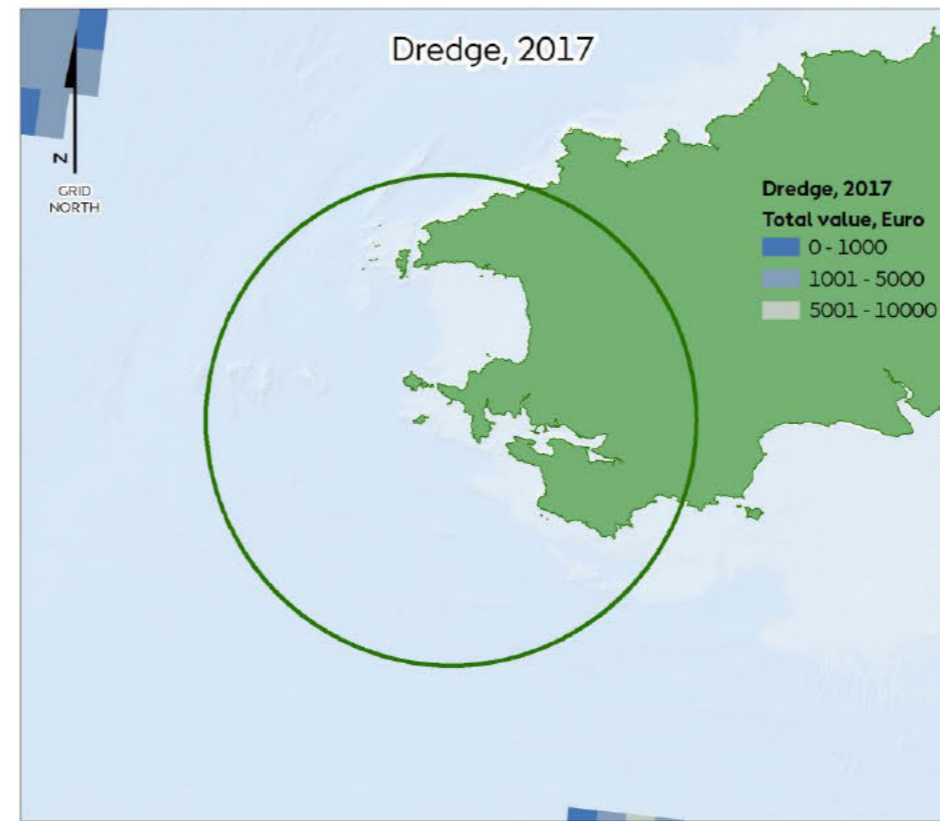 Dredge, 2017
N
GRID
NORTH
Dredge, 2017
Total value, Euro
0 - 1000
1001 - 5000
5001 - 10000